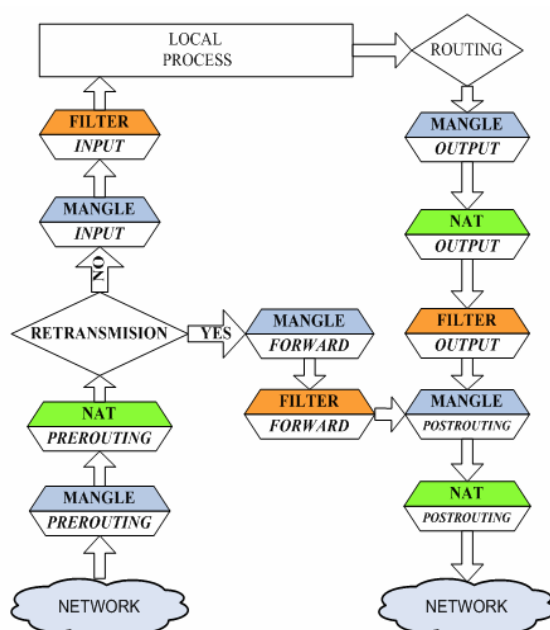 LOCAL
PROCESS
ROUTING
FILTER
INPUT
MANGLE
OUTPUT
MANGLE
INPUT
NAT
OUTPUT
NO
RETRANSMISION
YES
MANGLE
FORWARD
FILTER
OUTPUT
NAT
PREROUTING
FILTER
FORWARD
MANGLE
POSTROUTING
MANGLE
PREROUTING
NAT
POSTROUTING
NETWORK
NETWORK